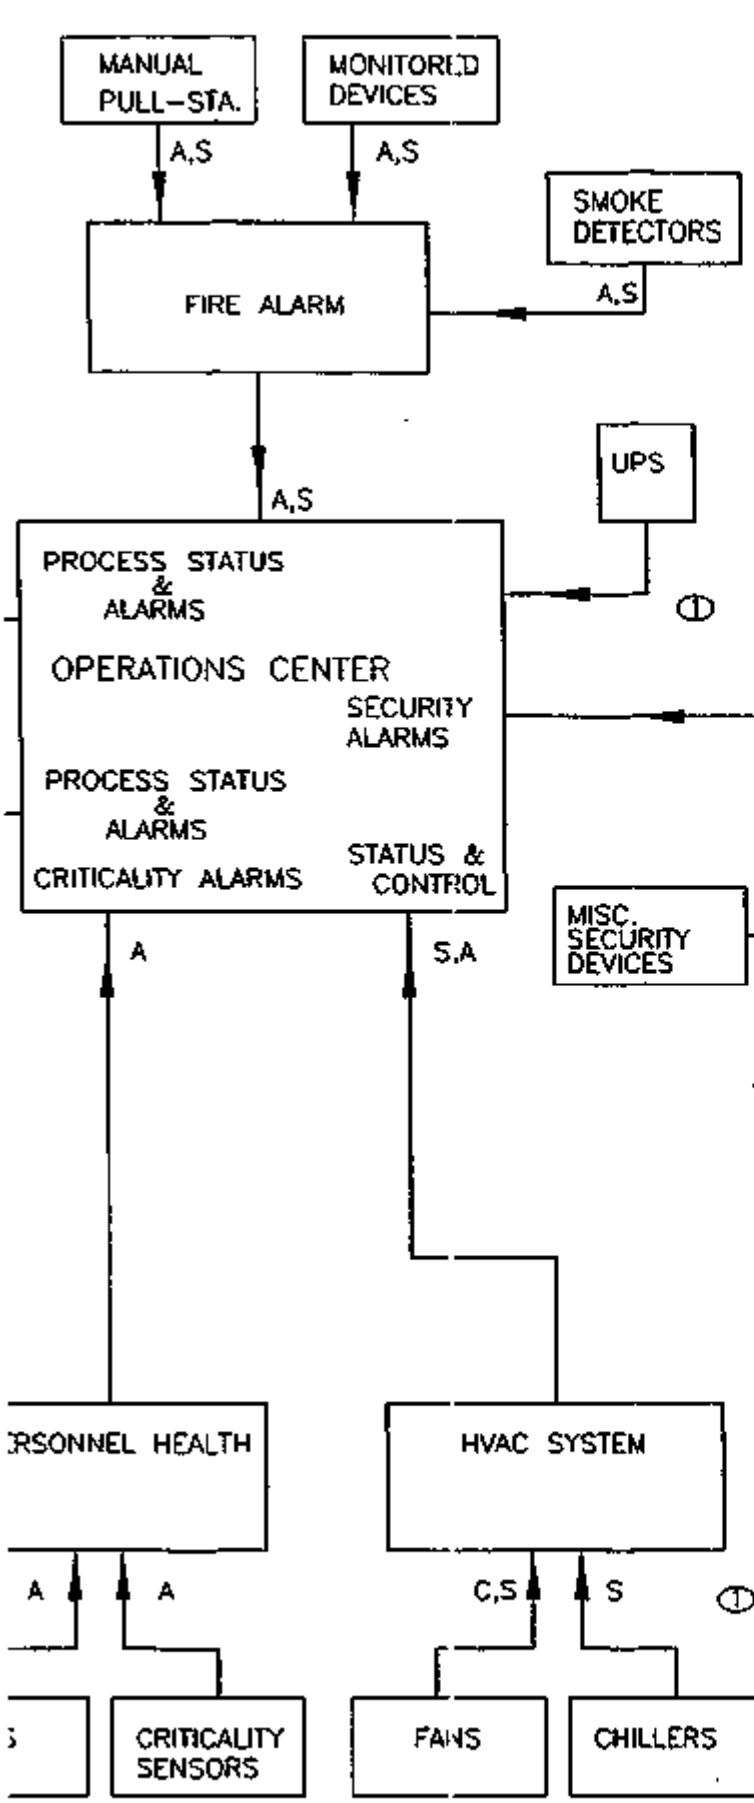 MANUAL
PULL-STA.
MONITORED
DEVICES
A,S
A,S
SMOKE
DETECTORS
A,S
FIRE ALARM
UPS
A,S
PROCESS STATUS
&
ALARMS
1
OPERATIONS CENTER
SECURITY
ALARMS
PROCESS STATUS
&
ALARMS
STATUS &
CONTROL
CRITICALITY ALARMS
MISC.
SECURITY
DEVICES
A
S,A
ERSONNEL HEALTH
HVAC SYSTEM
A
A
C,S
S
1
S
CRITICALITY
SENSORS
FANS
CHILLERS